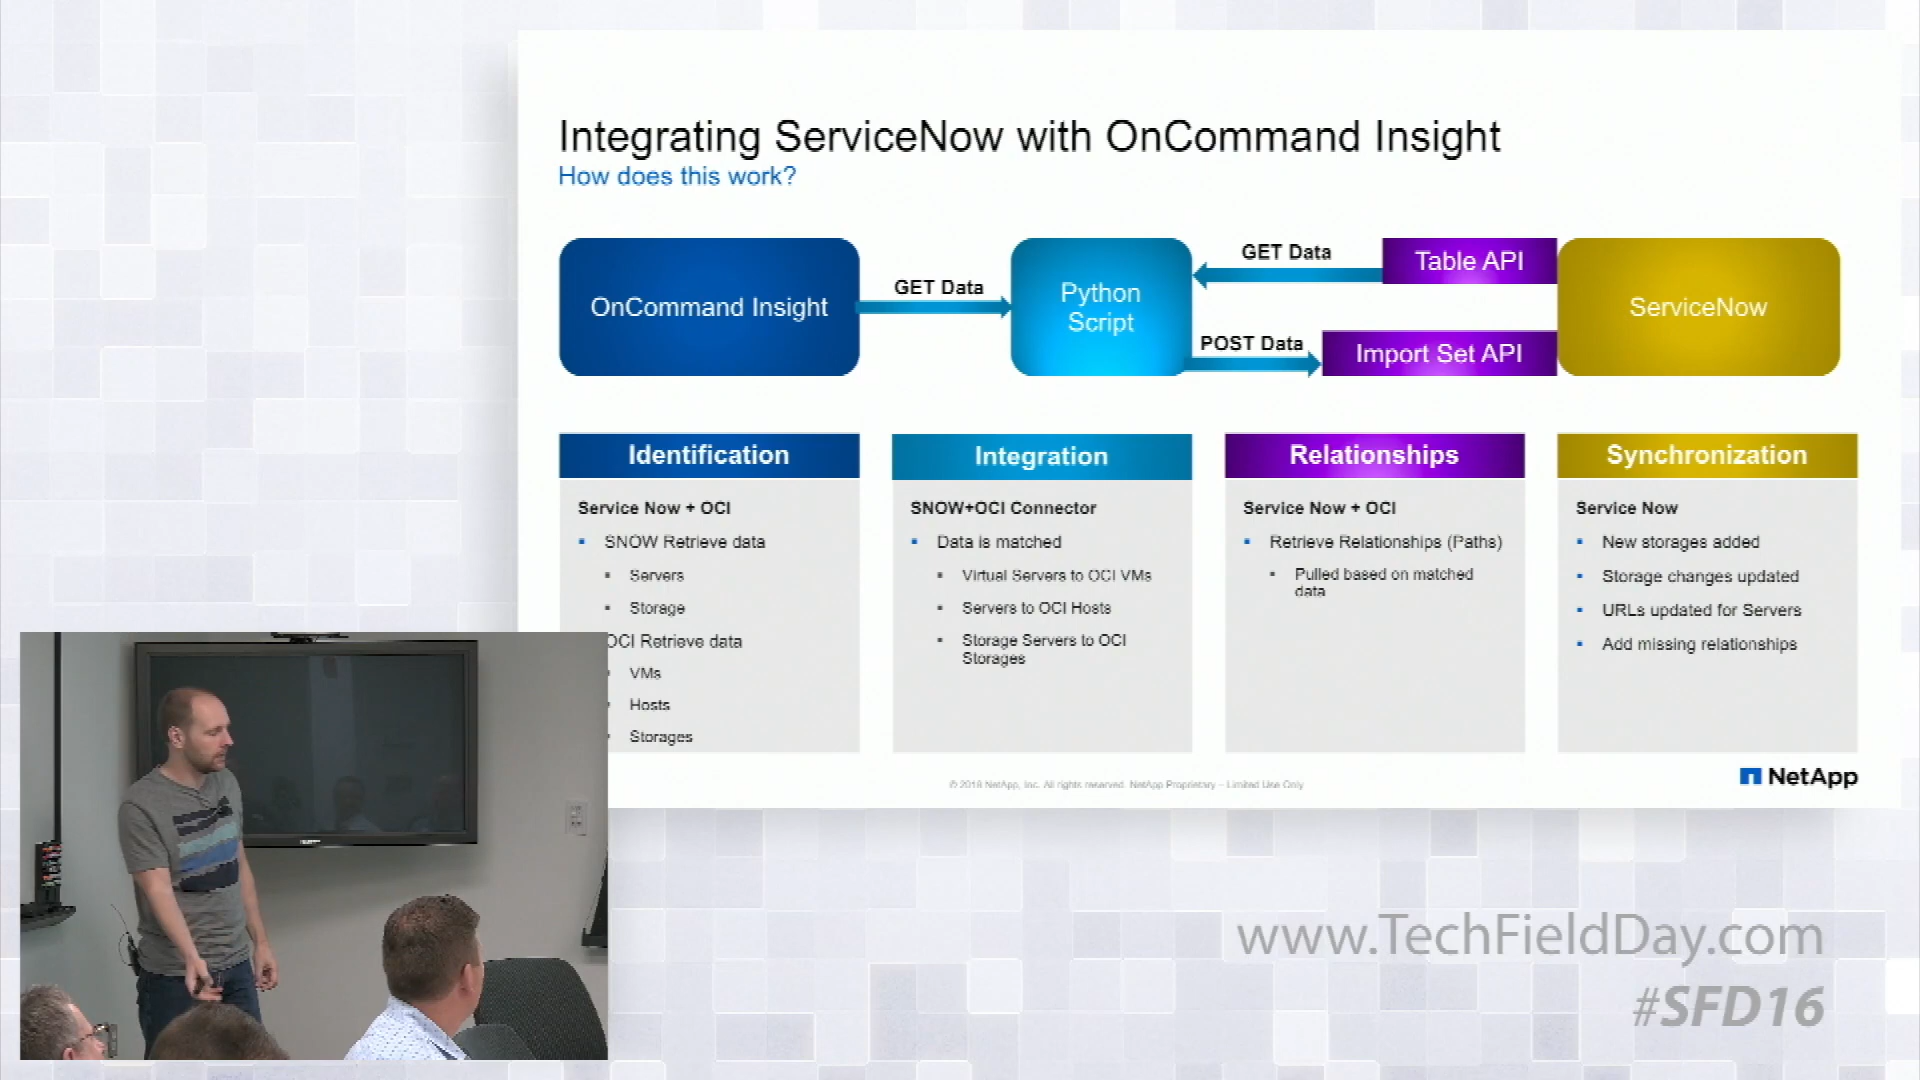 Integrating ServiceNow with OnCommand Insight
How does this work?
OnCommand Insight
GET Data
Python
Script
GET Data
Table API
POST Data
Import Set API
ServiceNow
Identification
Service Now + OCI
SNOW Retrieve data
Servers
Storage
OCI Retrieve data
VMs
Hosts
Storages
Integration
SNOW+OCI Connector
Data is matched
Virtual Servers to OCI VMs
Servers to OCI Hosts
Storage Servers to OCI
Storages
Relationships
Service Now + OCI
Retrieve Relationships (Paths)
Pulled based on matched
data
Synchronization
Service Now
New storages added
Storage changes updated
URLs updated for Servers
Add missing relationships
© 2018 NetApp, Inc. All rights reserved. NetApp Proprietary – Limited Use Only
NetApp
www.TechFieldDay.com
#SFD16